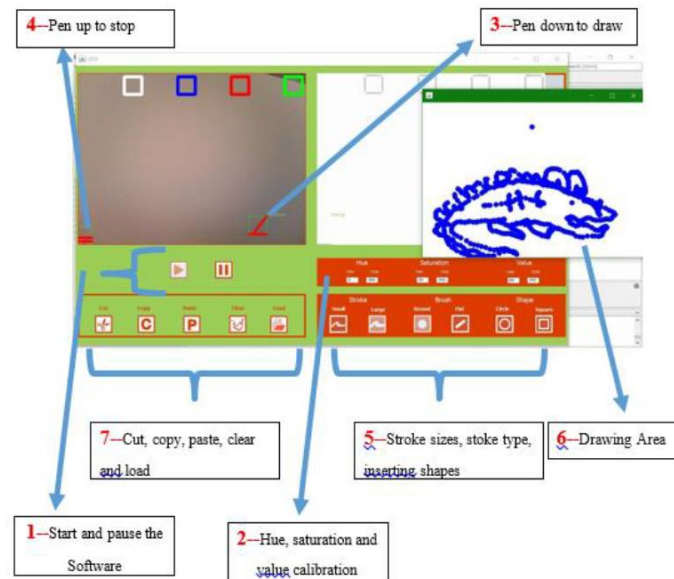 4--Pen up to stop
3--Pen down to draw
Hue
Saturation
Value
Stroke
Brush
Shape
Small
Large
Round
Flat
Circle
Square
Cut
Copy
Paste
Clear
Load
C
P
7--Cut, copy, paste, clear
and load
5--Stroke sizes, stoke type,
inserting shapes
6--Drawing Area
1--Start and pause the
Software
2--Hue, saturation and
value calibration